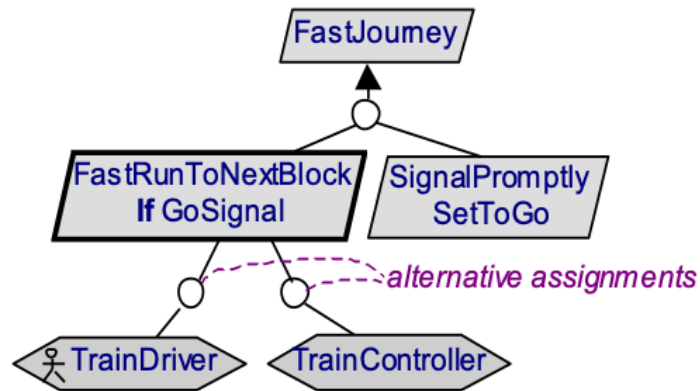 FastJourney
FastRunToNextBlock
If GoSignal
SignalPromptly
SetToGo
alternative assignments
TrainDriver
TrainController